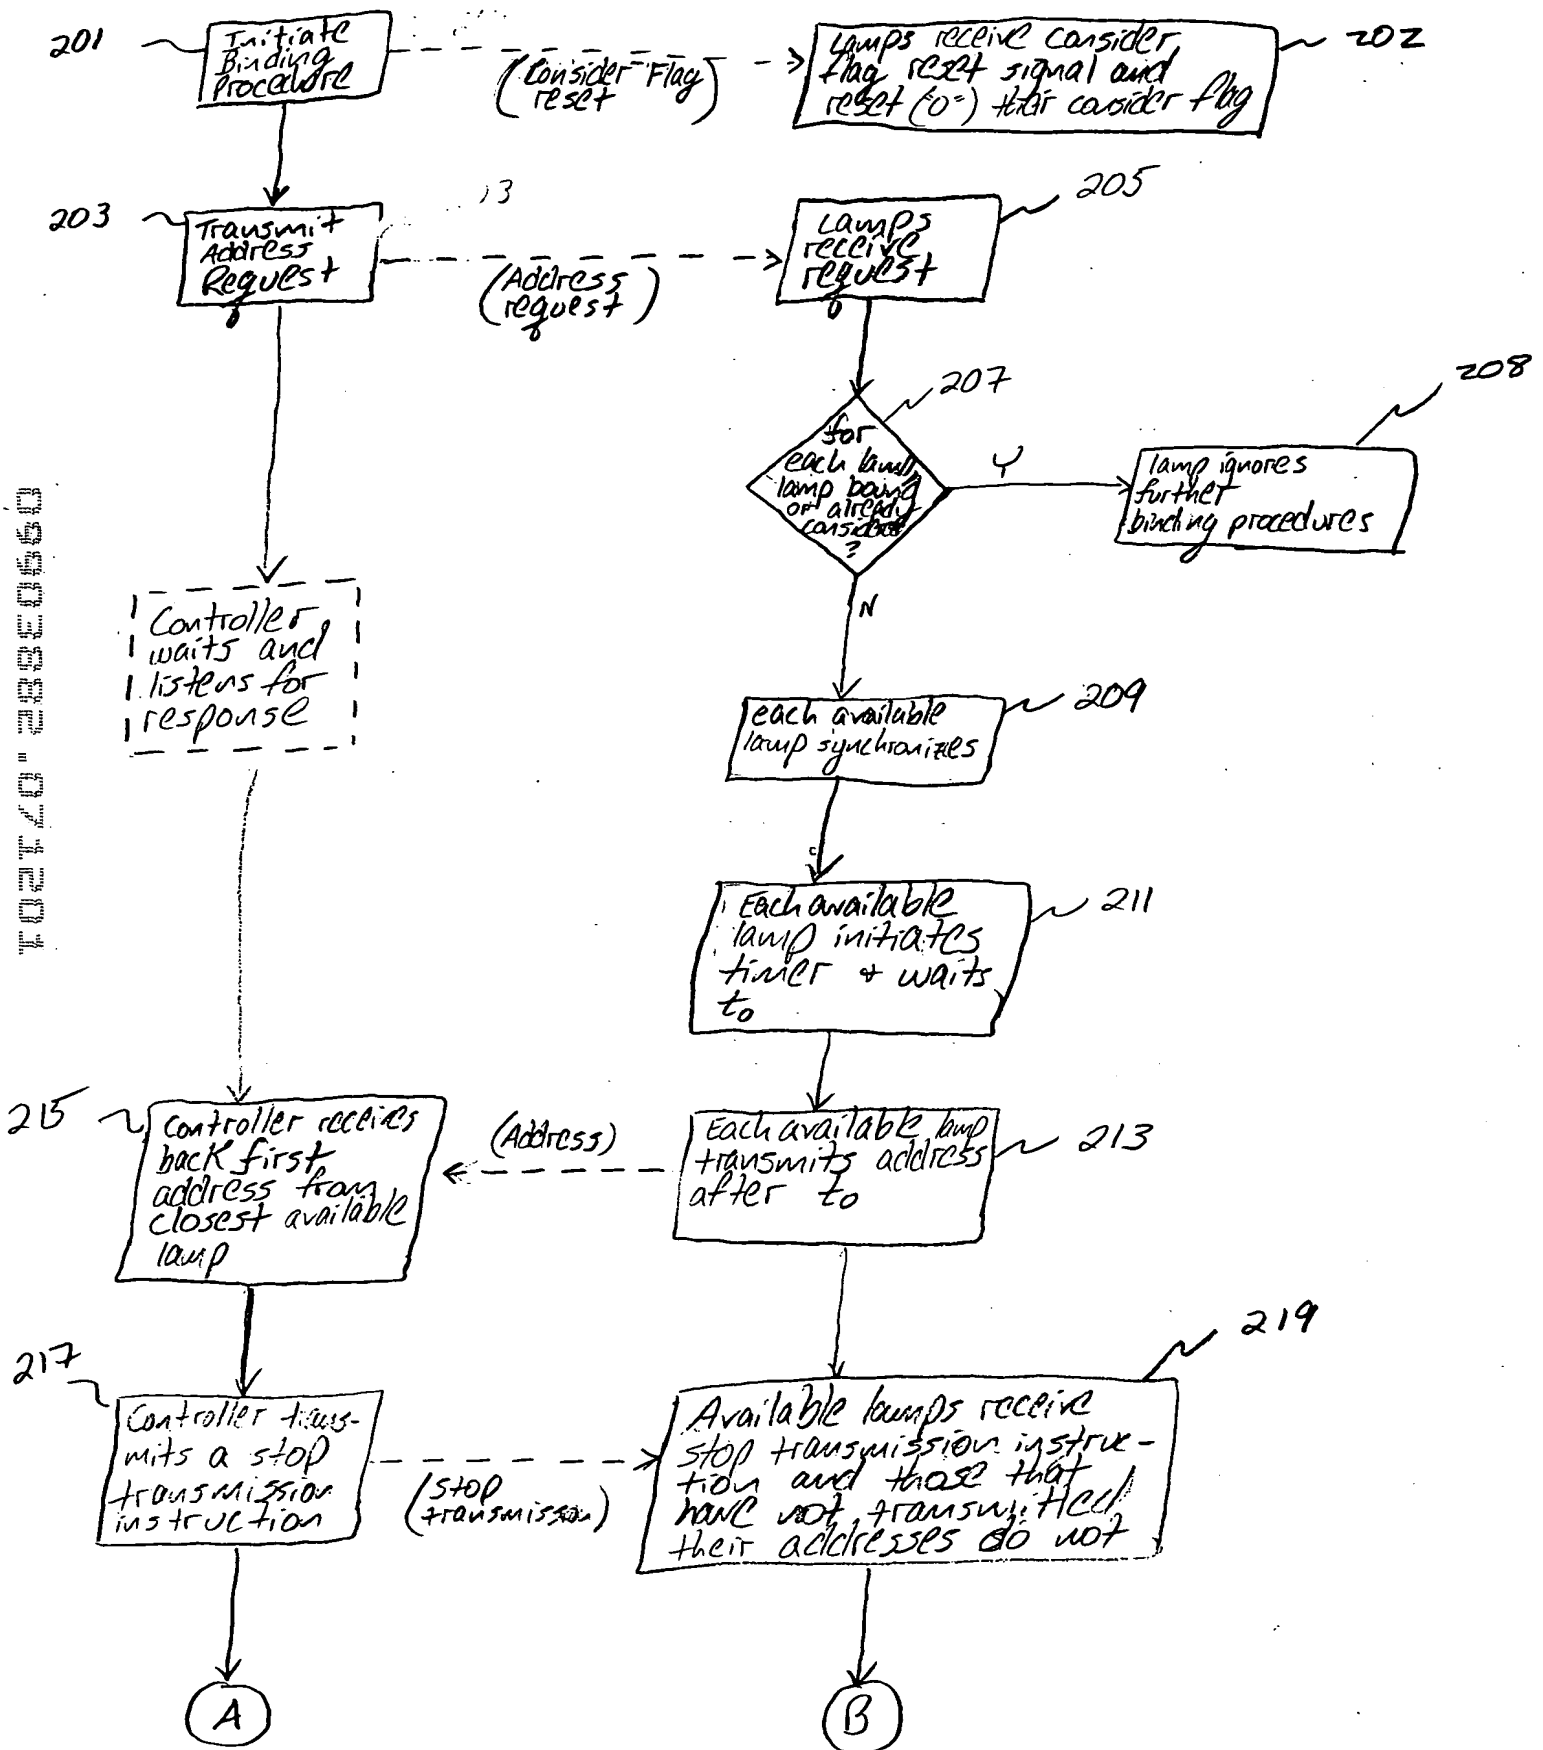 201
Initiate
Binding
Procedure
(Consider Flag
reset)
Lamps receive consider
flag reset signal and
reset ("0") their consider flag
202
203
Transmit
Address
Request
(Address
request)
Lamps
receive
request
205
207
for
each lamp,
lamp bound
or already
considered
?
Y
208
lamp ignores
further
binding procedures
N
Controller
waits and
listens for
response
each available
lamp synchronizes
209
Each available
lamp initiates
timer & waits
to
211
215
Controller receives
back first
address from
closest available
lamp
(Address)
Each available lamp
transmits address
after to
213
217
Controller trans-
mits a stop
transmission
instruction
(stop
transmission)
219
Available lamps receive
stop transmission instruc-
tion and those that
have not transmitted
their addresses do not
A
B
09903882.071201